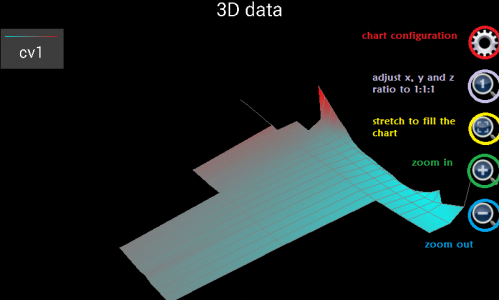 3D data
cv1
chart configuration
adjust x, y and z
ratio to 1:1:1
1
stretch to fill the
chart
zoom in
zoom out